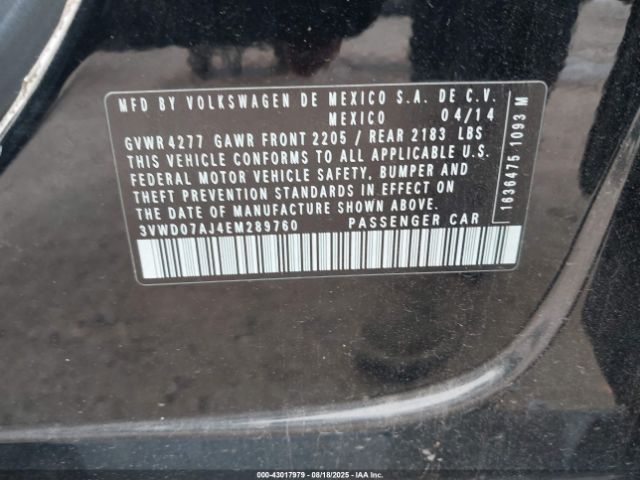 MFD BY VOLKSWAGEN DE MEXICO S.A. DE C.V.
MEXICO 04/14
GVWR 4277 GAWR FRONT 2205 / REAR 2183 LBS
THIS VEHICLE CONFORMS TO ALL APPLICABLE U.S.
FEDERAL MOTOR VEHICLE SAFETY, BUMPER AND
THEFT PREVENTION STANDARDS IN EFFECT ON
THE DATE OF MANUFACTURE SHOWN ABOVE.
3VWD07AJ4EM289760 PASSENGER CAR
1636475 1093 M
000-43017979 - 08/18/2025 - IAA Inc.